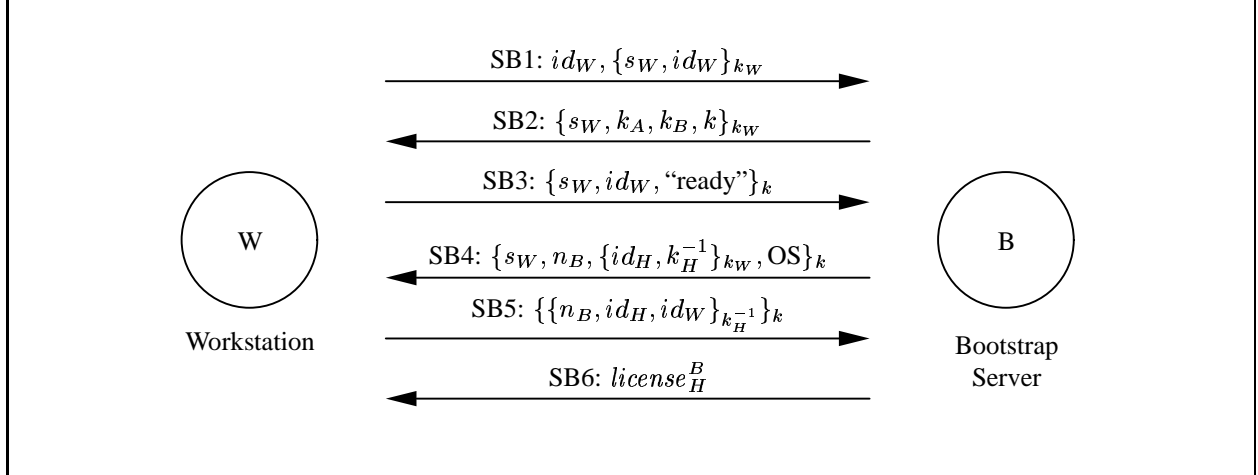 SB1: id_W, {s_W, id_W}_{k_W}
SB2: {s_W, k_A, k_B, k}_{k_W}
SB3: {s_W, id_W, “ready”}_k
W
B
SB4: {s_W, n_B, {id_H, k_H^{-1}}_{k_W}, OS}_k
SB5: {{n_B, id_H, id_W}_{k_H^{-1}}}_k
Workstation
Bootstrap
Server
SB6: license_H^B